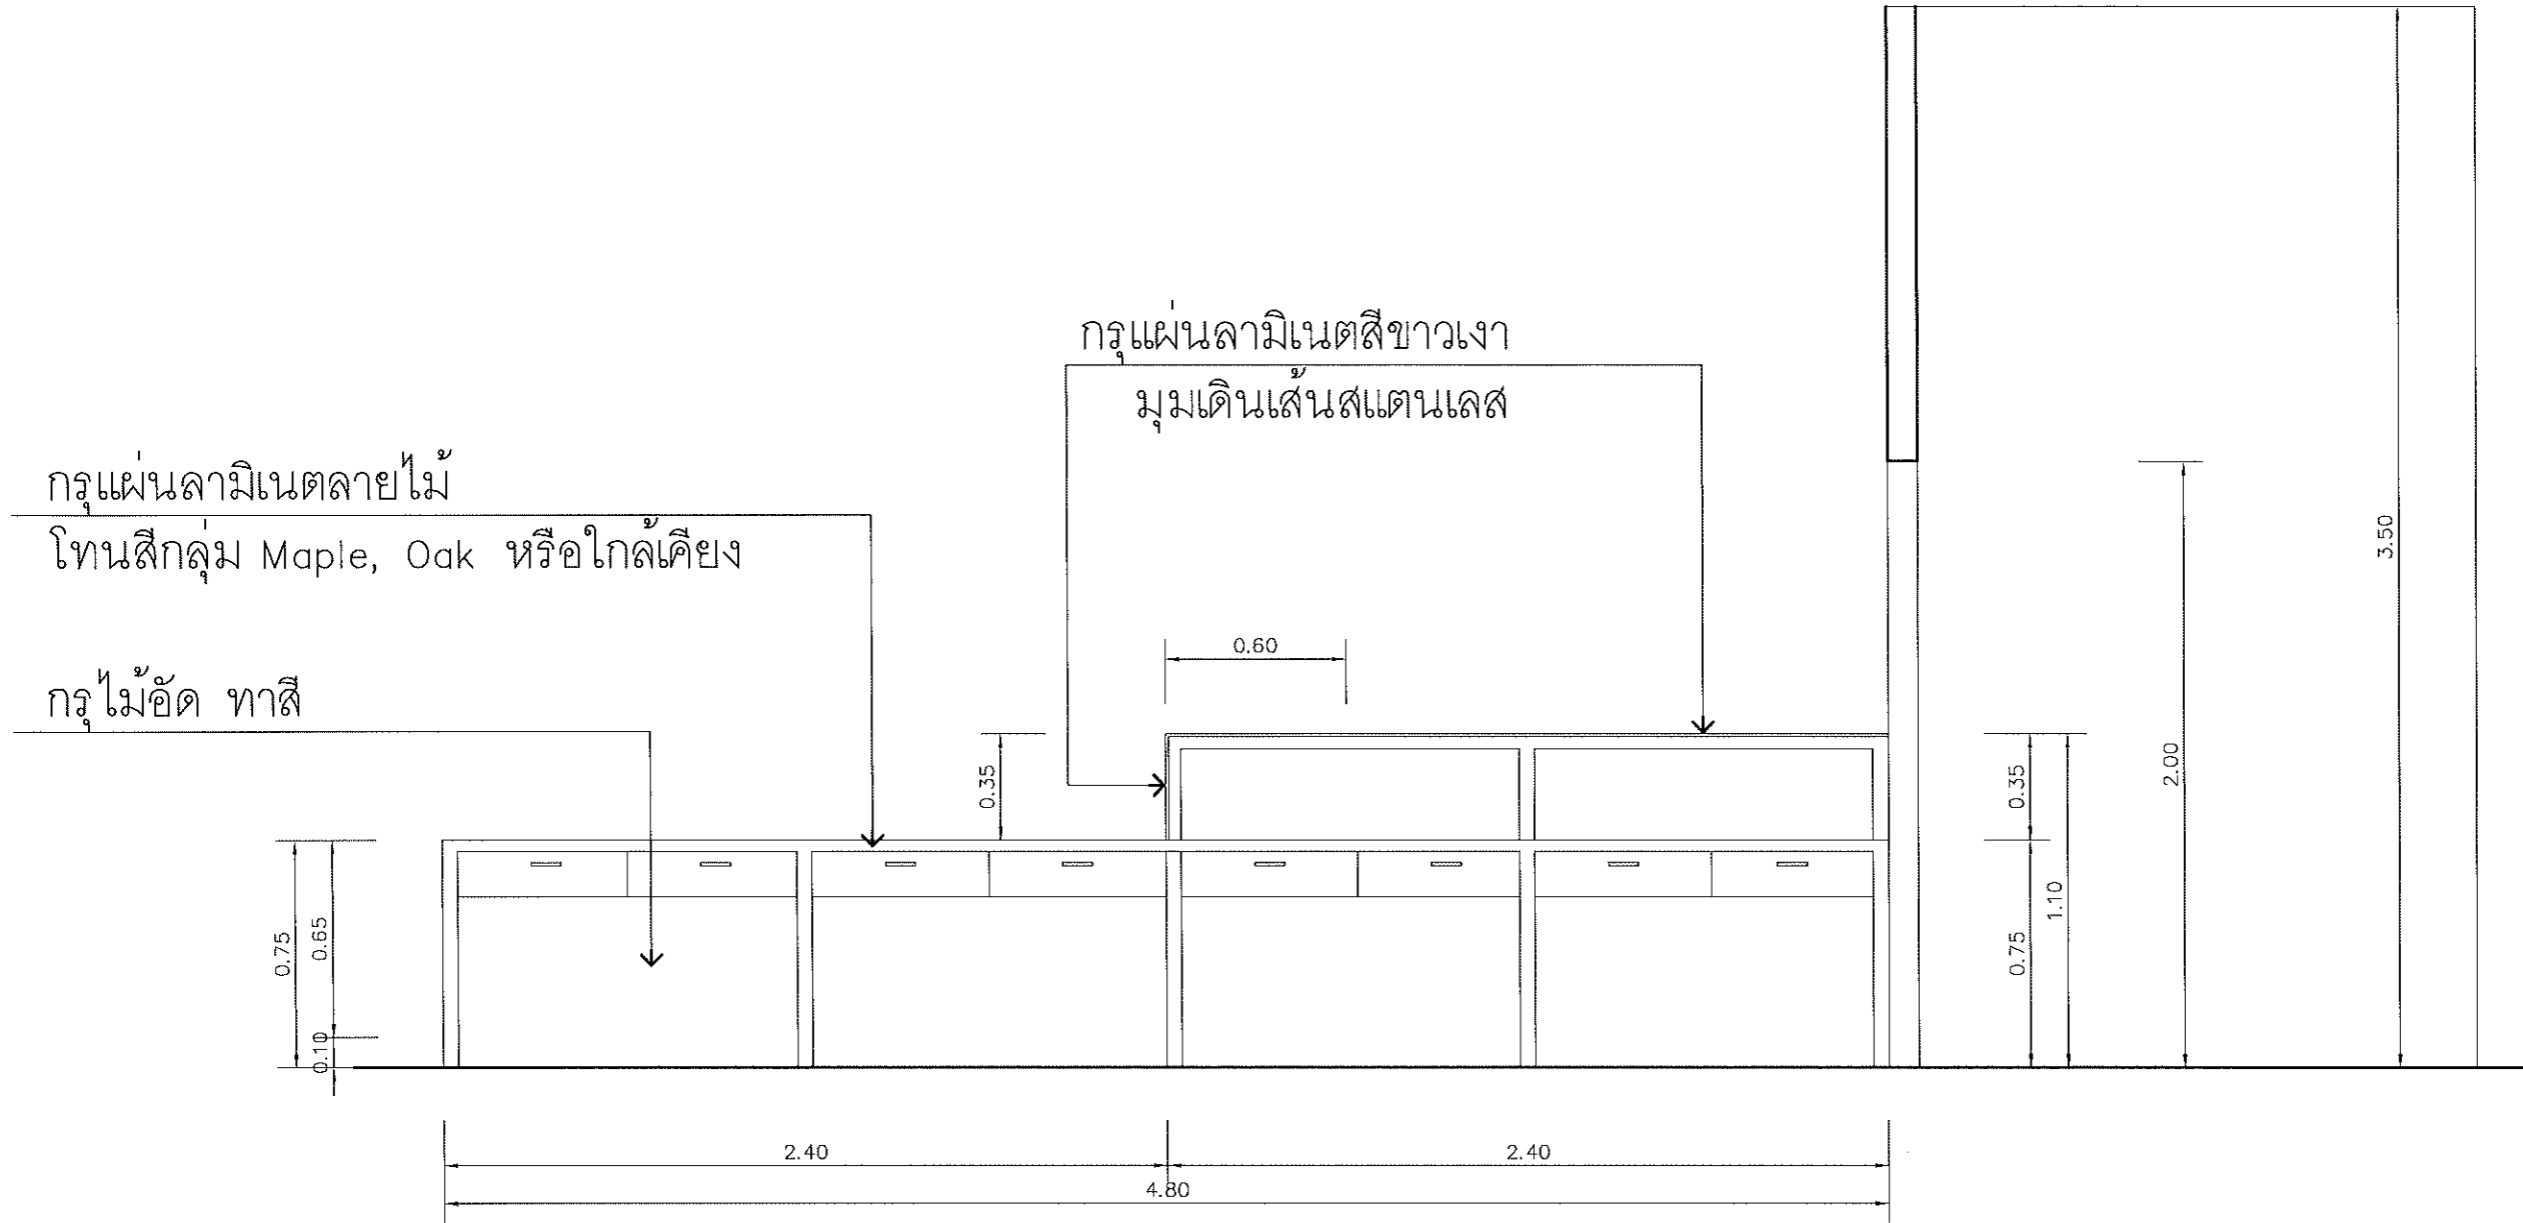 กรุแผ่นลามิเนตสีขาวเงา
มุมเดินเส้นสแตนเลส
กรุแผ่นลามิเนตลายไม้
โทนสีกลุ่ม Maple, Oak หรือใกล้เคียง
กรุไม้อัด ทาสี
0.60
0.35
0.75
0.65
0.10
0.35
0.75
1.10
2.00
3.50
2.40
2.40
4.80